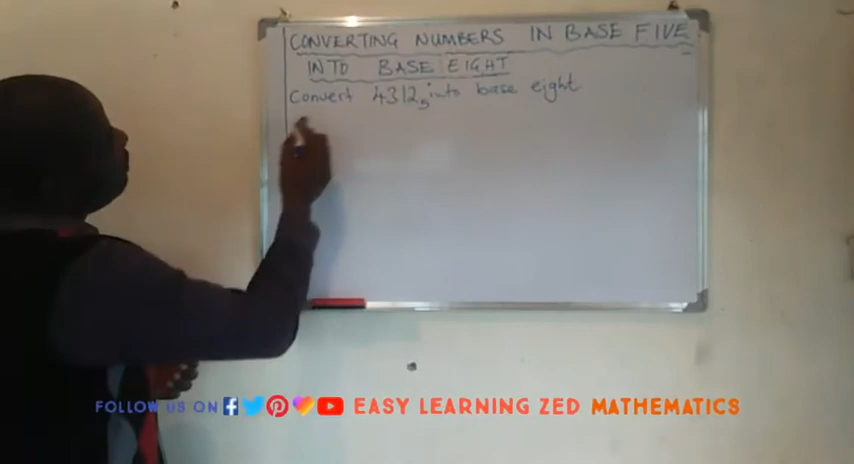 CONVERTING NUMBERS IN BASE FIVE
INTO BASE EIGHT
Convert 4312₅ into base eight
FOLLOW US ON EASY LEARNING ZED MATHEMATICS